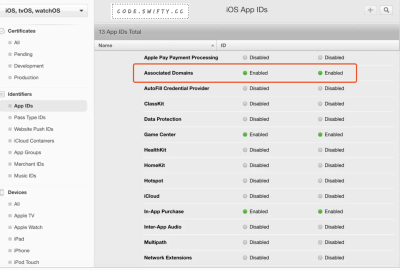 iOS, tvOS, watchOS
CODE.SWIFTY.CC
iOS App IDs
Certificates
All
Pending
Development
Production
Identifiers
App IDs
Pass Type IDs
Website Push IDs
iCloud Containers
App Groups
Merchant IDs
Music IDs
Devices
All
Apple TV
Apple Watch
iPad
iPhone
iPod Touch
13 App IDs Total
Name ID
Apple Pay Payment Processing Disabled Disabled
Associated Domains Enabled Enabled
AutoFill Credential Provider Disabled Disabled
ClassKit Disabled Disabled
Data Protection Disabled Disabled
Game Center Enabled Enabled
HealthKit Disabled Disabled
HomeKit Disabled Disabled
Hotspot Disabled Disabled
iCloud Disabled Disabled
In-App Purchase Enabled Enabled
Inter-App Audio Disabled Disabled
Multipath Disabled Disabled
Network Extensions Disabled Disabled